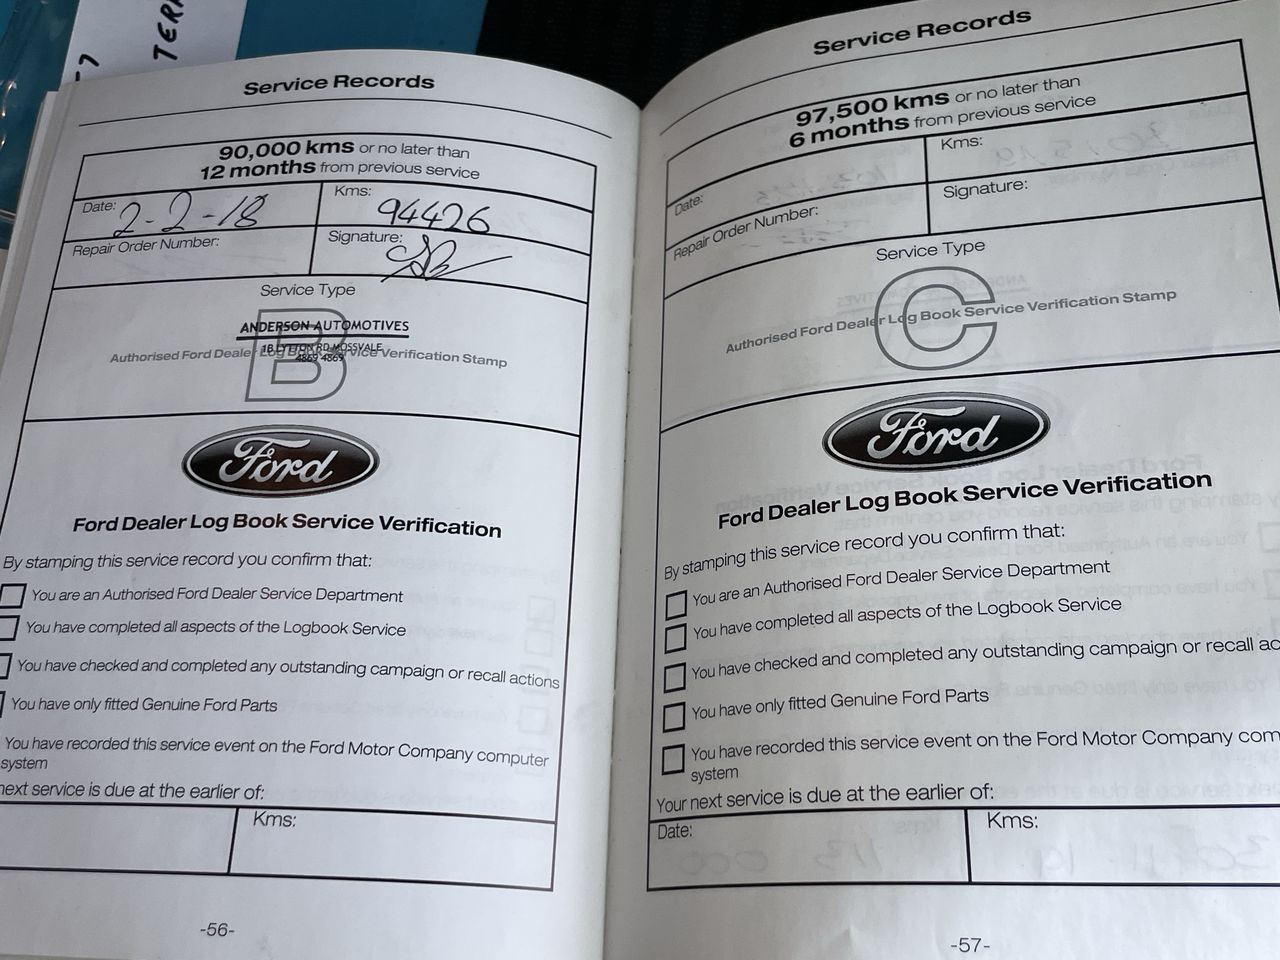 TERR
Service Records
90,000 kms or no later than
12 months from previous service
Date: 2-2-18
Kms: 94426
Repair Order Number:
Signature:
Service Type
B
ANDERSON AUTOMOTIVES
1B LYTTON RD MOSSVALE
4869 4869
Authorised Ford Dealer Log Book Service Verification Stamp
Ford
Ford Dealer Log Book Service Verification
By stamping this service record you confirm that:
You are an Authorised Ford Dealer Service Department
You have completed all aspects of the Logbook Service
You have checked and completed any outstanding campaign or recall actions
You have only fitted Genuine Ford Parts
You have recorded this service event on the Ford Motor Company computer
system
next service is due at the earlier of:
Kms:
-56-
Service Records
97,500 kms or no later than
6 months from previous service
Date:
Kms:
Repair Order Number:
Signature:
Service Type
C
Authorised Ford Dealer Log Book Service Verification Stamp
Ford
Ford Dealer Log Book Service Verification
By stamping this service record you confirm that:
You are an Authorised Ford Dealer Service Department
You have completed all aspects of the Logbook Service
You have checked and completed any outstanding campaign or recall ac
You have only fitted Genuine Ford Parts
You have recorded this service event on the Ford Motor Company com
system
Your next service is due at the earlier of:
Date:
Kms:
-57-